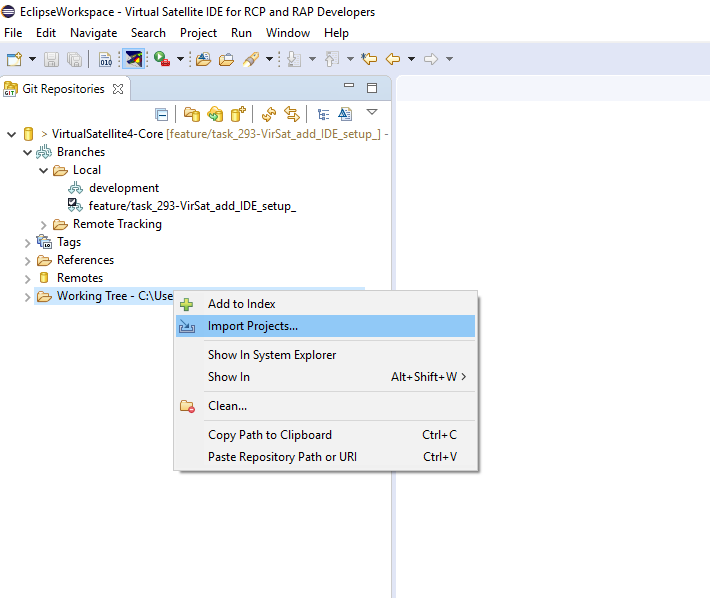 EclipseWorkspace - Virtual Satellite IDE for RCP and RAP Developers
File Edit Navigate Search Project Run Window Help
010
GIT Git Repositories
> VirtualSatellite4-Core [feature/task_293-VirSat_add_IDE_setup_] -
Branches
Local
development
feature/task_293-VirSat_add_IDE_setup_
Remote Tracking
Tags
References
Remotes
Working Tree - C:\Use
Add to Index
Import Projects...
Show In System Explorer
Show In Alt+Shift+W >
Clean...
Copy Path to Clipboard Ctrl+C
Paste Repository Path or URI Ctrl+V